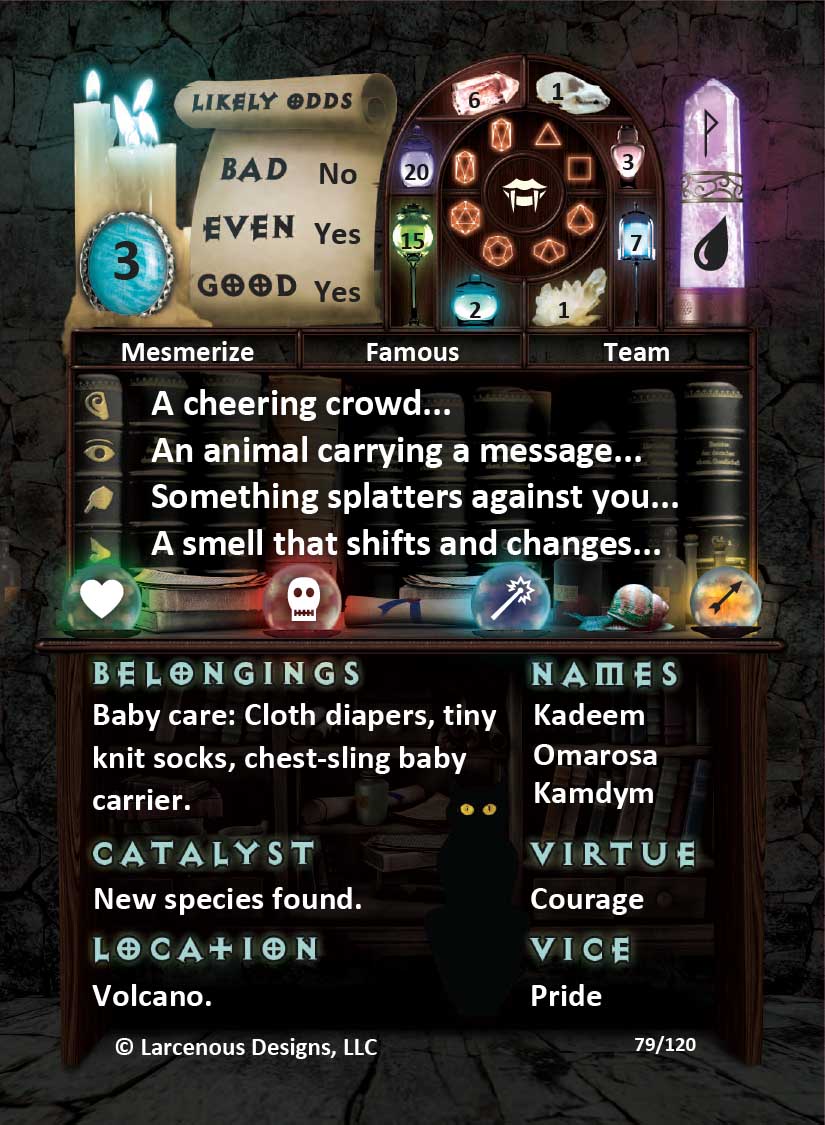 LIKELY ODDS
BAD No
EVEN Yes
GOOD Yes
3
6
1
20
3
15
7
2
1
ᚹ
Mesmerize Famous Team
A cheering crowd...
An animal carrying a message...
Something splatters against you...
A smell that shifts and changes...
BELONGINGS
Baby care: Cloth diapers, tiny
knit socks, chest-sling baby
carrier.
NAMES
Kadeem
Omarosa
Kamdym
CATALYST
New species found.
VIRTUE
Courage
LOCATION
Volcano.
VICE
Pride
© Larcenous Designs, LLC
79/120